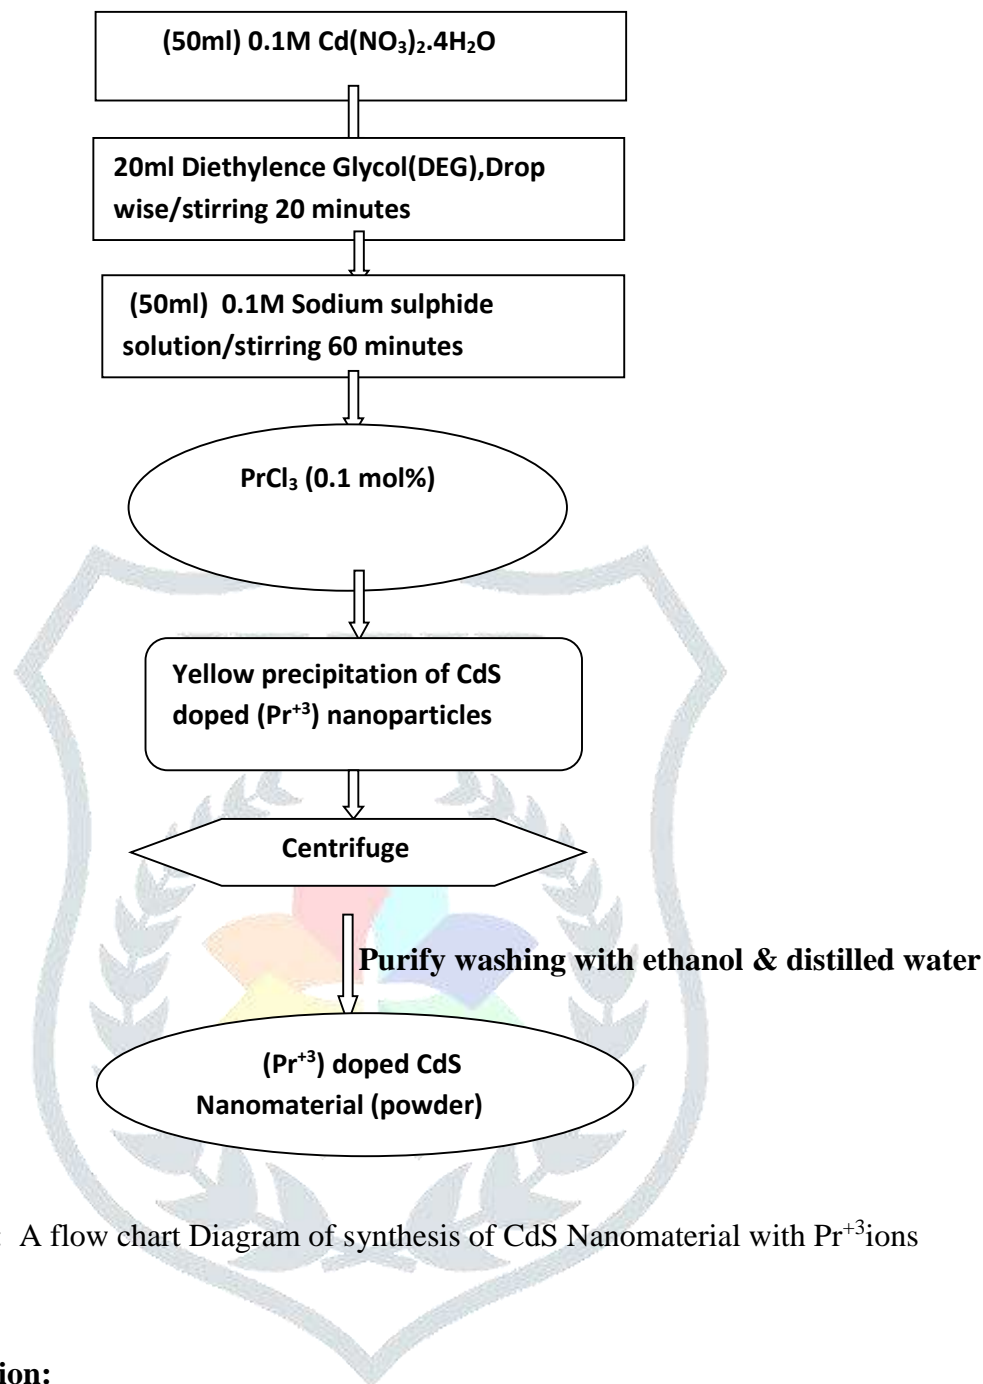 (50ml) 0.1M Cd(NO₃)₂.4H₂O
20ml Diethylence Glycol(DEG),Drop
wise/stirring 20 minutes
(50ml) 0.1M Sodium sulphide
solution/stirring 60 minutes
PrCl₃ (0.1 mol%)
Yellow precipitation of CdS
doped (Pr⁺³) nanoparticles
Centrifuge
Purify washing with ethanol & distilled water
(Pr⁺³) doped CdS
Nanomaterial (powder)
A flow chart Diagram of synthesis of CdS Nanomaterial with Pr⁺³ions
ion: